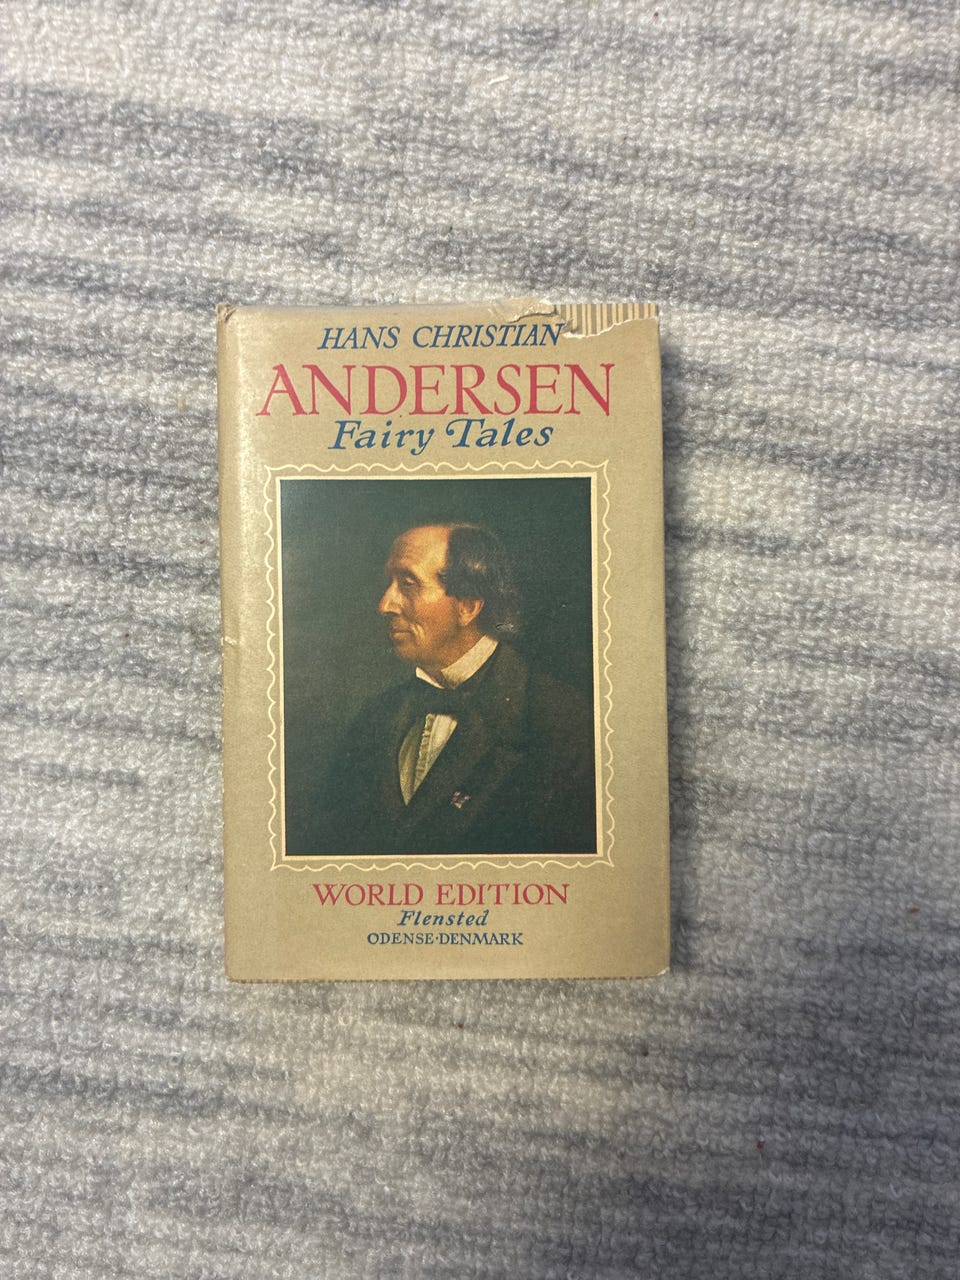 HANS CHRISTIAN
ANDERSEN
Fairy Tales
WORLD EDITION
Flensted
ODENSE·DENMARK